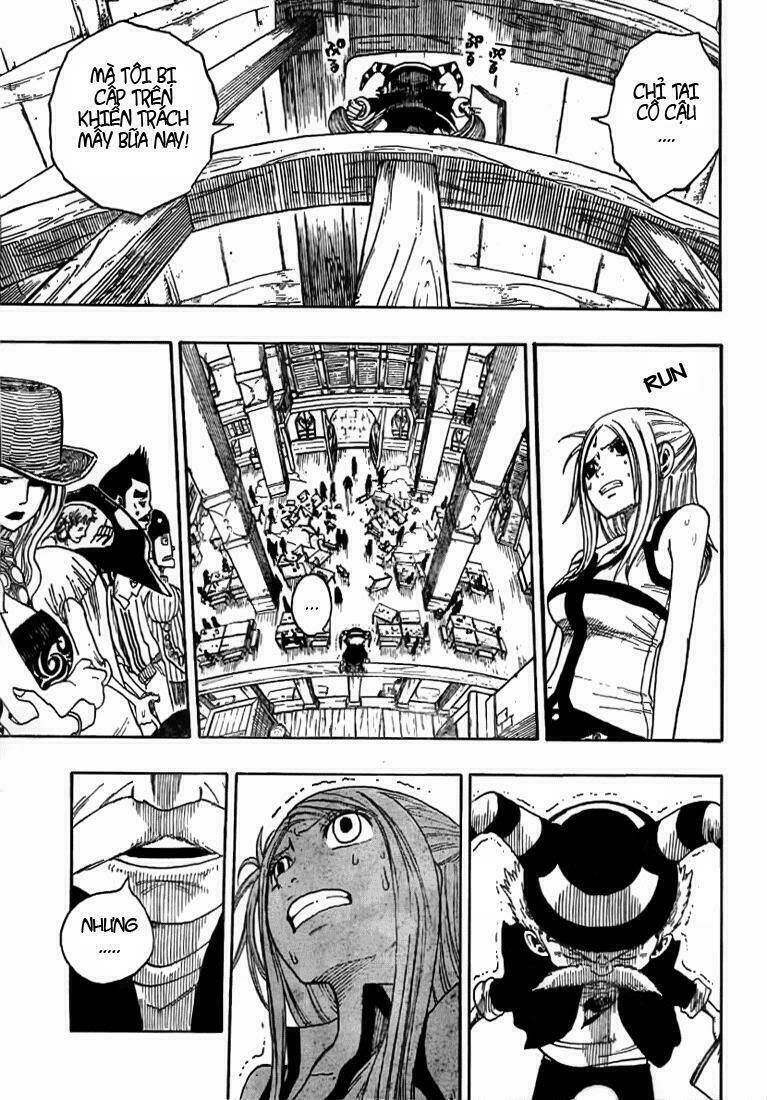 CHỈ TẠI
CÔ CẬU
....
MÀ TÔI BỊ
CẤP TRÊN
KHIỂN TRÁCH
MẤY BỮA NAY!
RUN
...
NHƯNG
.....